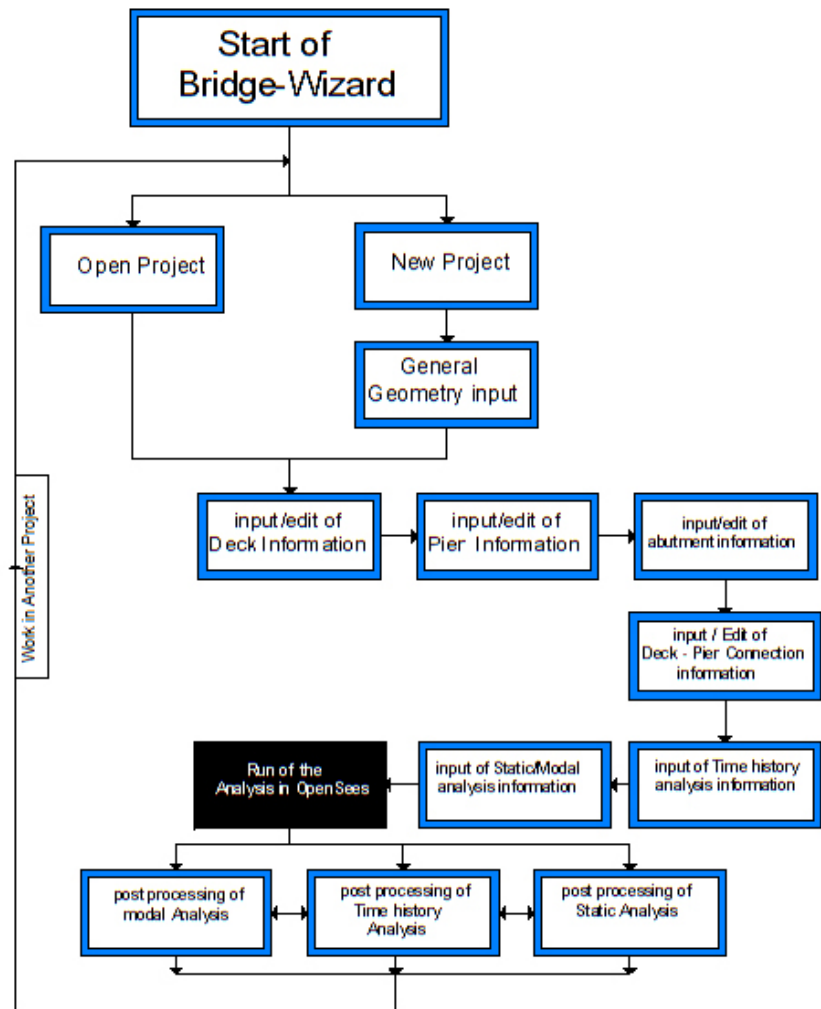 Start of
Bridge-Wizard
Open Project
New Project
General
Geometry input
input/edit of
Deck Information
input/edit of
Pier Information
input/edit of
abutment information
input / Edit of
Deck - Pier Connection
information
Work in Another Project
Run of the
Analysis in OpenSees
input of Static/Modal
analysis information
input of Time history
analysis information
post processing of
modal Analysis
post processing of
Time history
Analysis
post processing of
Static Analysis